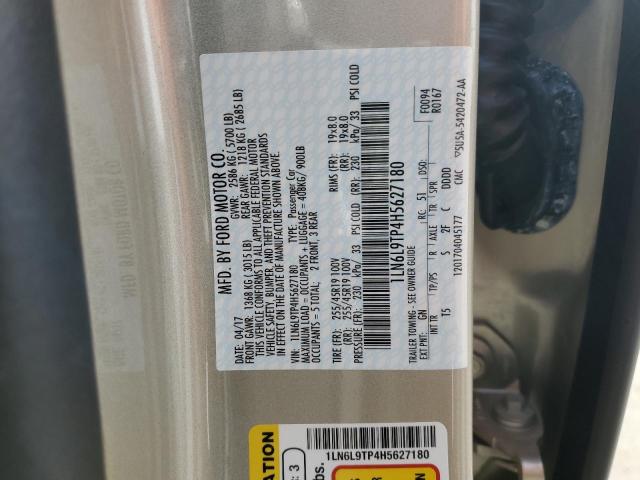 MFD. BY FORD MOTOR CO.
DATE: 04/17 GVWR: 2586 KG ( 5700 LB)
FRONT GAWR: 1368 KG ( 3015 LB) REAR GAWR: 1218 KG ( 2685 LB)
THIS VEHICLE CONFORMS TO ALL APPLICABLE FEDERAL MOTOR
VEHICLE SAFETY, BUMPER, AND THEFT PREVENTION STANDARDS
IN EFFECT ON THE DATE OF MANUFACTURE SHOWN ABOVE.
VIN: 1LN6L9TP4H5627180 TYPE: Passenger Car
MAXIMUM LOAD = OCCUPANTS + LUGGAGE = 408KG/ 900LB
OCCUPANTS = 5 TOTAL: 2 FRONT, 3 REAR
TIRE (FR): 255/45R19 100V RIMS (FR): 19x8.0
(RR): 255/45R19 100V (RR): 19x8.0
PRESSURE (FR): 230 kPa/ 33 PSI COLD (RR): 230 kPa/ 33 PSI COLD
1LN6L9TP4H5627180
TRAILER TOWING - SEE OWNER GUIDE
EXT PNT: GN RC: 51 DSO: F0094
INT TR TP/PS R AXLE TR SPR R0167
T5 S 2F C DDDD
1201704045177 CMC 5U5A-5420472-AA
1LN6L9TP4H5627180
: 3
bs.